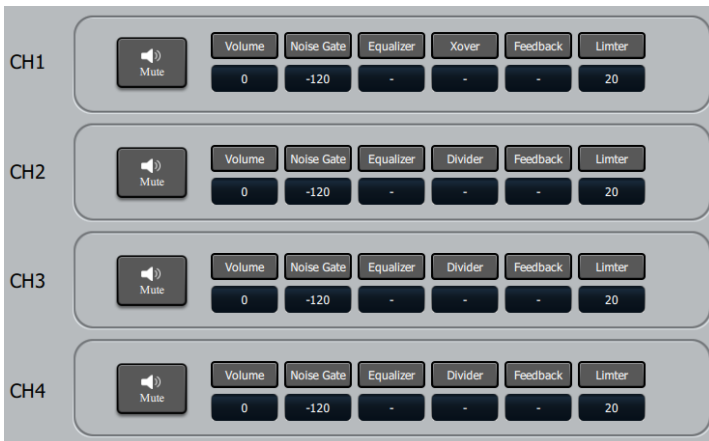 CH1
Mute
Volume Noise Gate Equalizer Xover Feedback Limter
0 -120 - - - 20
CH2
Mute
Volume Noise Gate Equalizer Divider Feedback Limter
0 -120 - - - 20
CH3
Mute
Volume Noise Gate Equalizer Divider Feedback Limter
0 -120 - - - 20
CH4
Mute
Volume Noise Gate Equalizer Divider Feedback Limter
0 -120 - - - 20